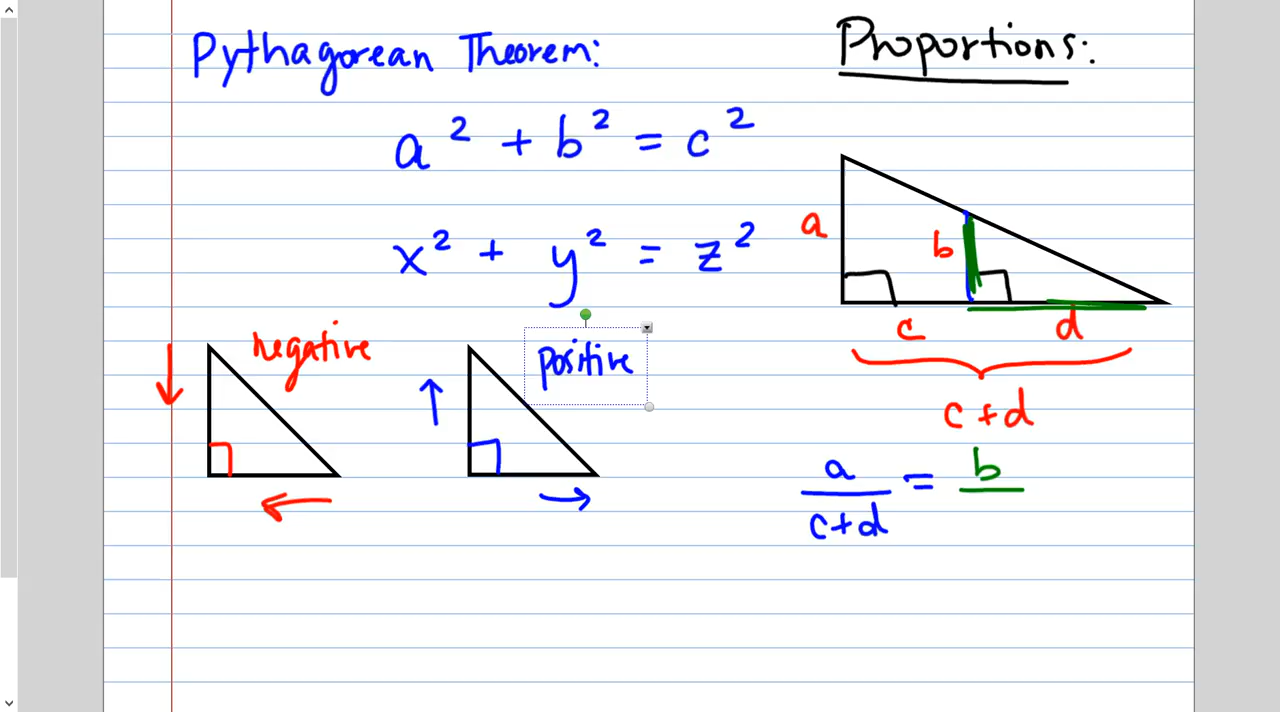 Pythagorean Theorem:
a² + b² = c²
x² + y² = z²
negative
positive
Proportions:
a
b
c
d
c + d
a
c+d
=
b